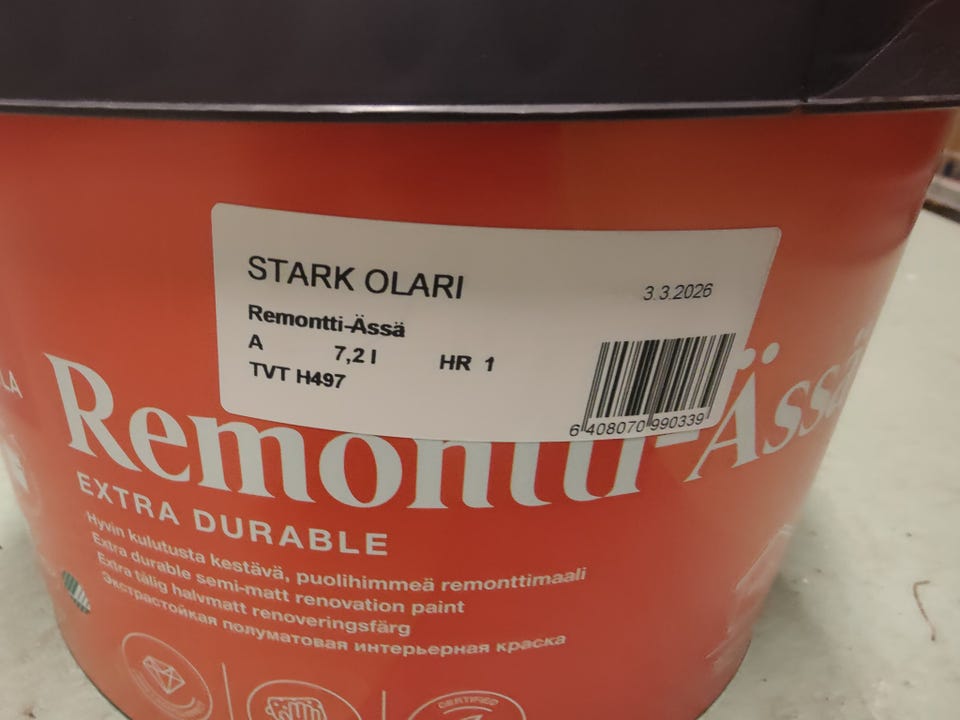 STARK OLARI
3.3.2026
Remontti-Ässä
A 7,2 l HR 1
TVT H497
6 408070 990339
LA
Remontti-Ässä
EXTRA DURABLE
Hyvin kulutusta kestävä, puolihimmeä remonttimaali
Extra durable semi-matt renovation paint
Extra tålig halvmatt renoveringsfärg
Экстрастойкая полуматовая интерьерная краска
CERTIFIED